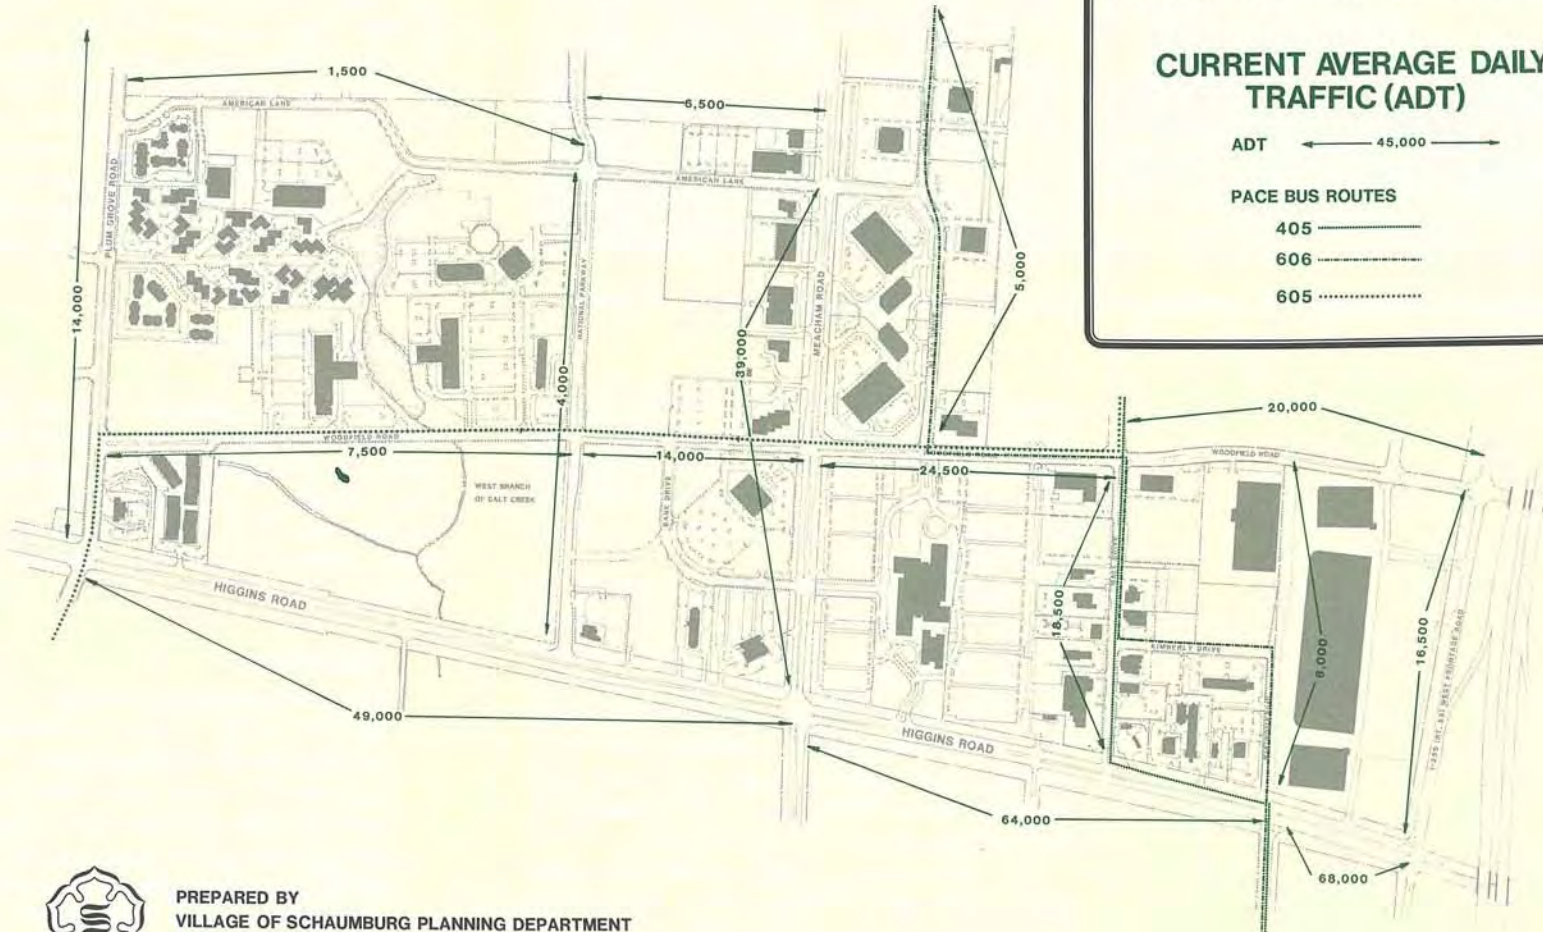 CURRENT AVERAGE DAILY
TRAFFIC (ADT)
ADT 45,000
PACE BUS ROUTES
405
606
605
1,500
6,500
AMERICAN LANE
AMERICAN LANE
PLUM GROVE ROAD
14,000
NATIONAL PARKWAY
4,000
39,000
MEACHAM ROAD
5,000
20,000
WOODFIELD ROAD
7,500
14,000
24,500
WOODFIELD ROAD
WEST BRANCH
OF SALT CREEK
BANK DRIVE
18,500
KIMBERLY DRIVE
8,000
16,500
HIGGINS ROAD
49,000
HIGGINS ROAD
64,000
68,000
PREPARED BY
VILLAGE OF SCHAUMBURG PLANNING DEPARTMENT